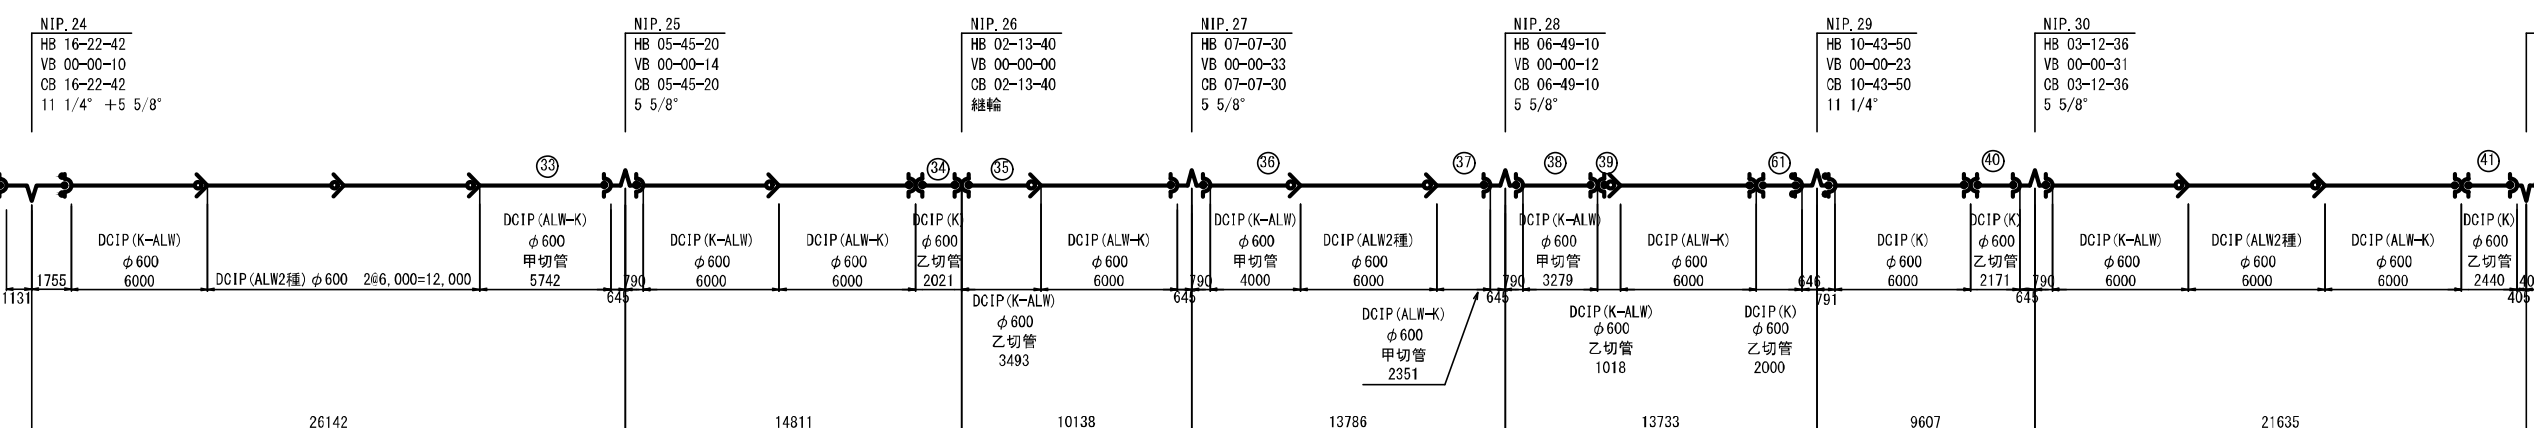 NIP.24
HB 16-22-42
VB 00-00-10
CB 16-22-42
11 1/4° +5 5/8°
NIP.25
HB 05-45-20
VB 00-00-14
CB 05-45-20
5 5/8°
NIP.26
HB 02-13-40
VB 00-00-00
CB 02-13-40
継輪
NIP.27
HB 07-07-30
VB 00-00-33
CB 07-07-30
5 5/8°
NIP.28
HB 06-49-10
VB 00-00-12
CB 06-49-10
5 5/8°
NIP.29
HB 10-43-50
VB 00-00-23
CB 10-43-50
11 1/4°
NIP.30
HB 03-12-36
VB 00-00-31
CB 03-12-36
5 5/8°
㉝
㉞
㉟
㊱
㊲
㊳
㊴
61
㊵
㊶
1131
1755
DCIP(K-ALW)
φ600
6000
DCIP(ALW2種)φ600 2@6,000=12,000
DCIP(ALW-K)
φ600
甲切管
5742
645
790
DCIP(K-ALW)
φ600
6000
DCIP(ALW-K)
φ600
6000
DCIP(K)
φ600
乙切管
2021
DCIP(K-ALW)
φ600
乙切管
3493
DCIP(ALW-K)
φ600
6000
645
790
DCIP(K-ALW)
φ600
甲切管
4000
DCIP(ALW2種)
φ600
6000
DCIP(ALW-K)
φ600
甲切管
2351
645
790
DCIP(K-ALW)
φ600
甲切管
3279
DCIP(K-ALW)
φ600
乙切管
1018
DCIP(ALW-K)
φ600
6000
DCIP(K)
φ600
乙切管
2000
646
791
DCIP(K)
φ600
6000
DCIP(K)
φ600
乙切管
2171
645
790
DCIP(K-ALW)
φ600
6000
DCIP(ALW2種)
φ600
6000
DCIP(ALW-K)
φ600
6000
DCIP(K)
φ600
乙切管
2440
405
40
26142
14811
10138
13786
13733
9607
21635